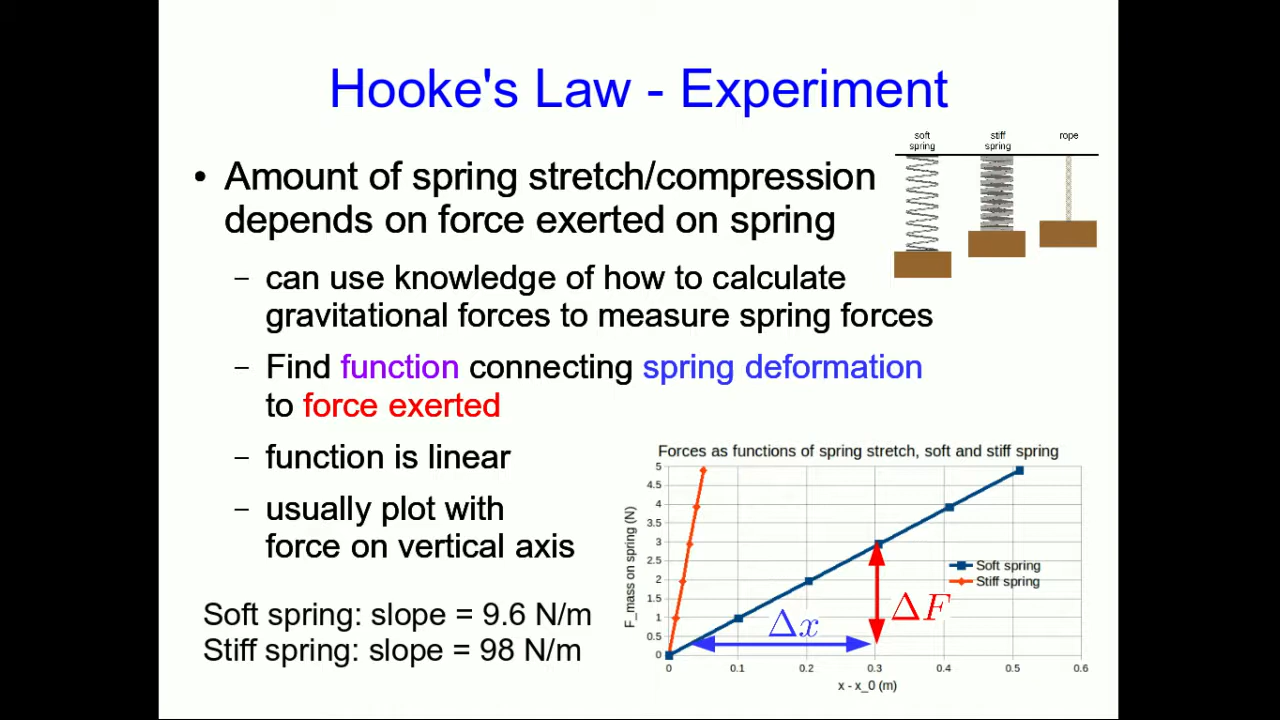 Hooke's Law - Experiment
soft
spring
stiff
spring
rope
• Amount of spring stretch/compression
depends on force exerted on spring
– can use knowledge of how to calculate
gravitational forces to measure spring forces
– Find function connecting spring deformation
to force exerted
– function is linear
– usually plot with
force on vertical axis
Soft spring: slope = 9.6 N/m
Stiff spring: slope = 98 N/m
Forces as functions of spring stretch, soft and stiff spring
F_mass on spring (N)
5
4.5
4
3.5
3
2.5
2
1.5
1
0.5
0
Soft spring
Stiff spring
Δx
ΔF
0 0.1 0.2 0.3 0.4 0.5 0.6
x - x_0 (m)